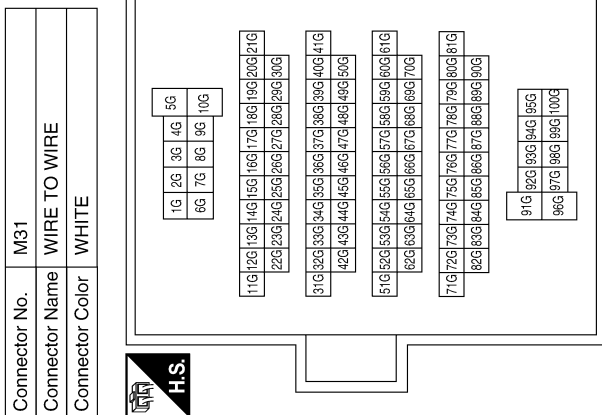 Connector No. M31
Connector Name WIRE TO WIRE
Connector Color WHITE
H.S.
1G 2G 3G 4G 5G
6G 7G 8G 9G 10G
11G 12G 13G 14G 15G 16G 17G 18G 19G 20G 21G
22G 23G 24G 25G 26G 27G 28G 29G 30G
31G 32G 33G 34G 35G 36G 37G 38G 39G 40G 41G
42G 43G 44G 45G 46G 47G 48G 49G 50G
51G 52G 53G 54G 55G 56G 57G 58G 59G 60G 61G
62G 63G 64G 65G 66G 67G 68G 69G 70G
71G 72G 73G 74G 75G 76G 77G 78G 79G 80G 81G
82G 83G 84G 85G 86G 87G 88G 89G 90G
91G 92G 93G 94G 95G
96G 97G 98G 99G 100G